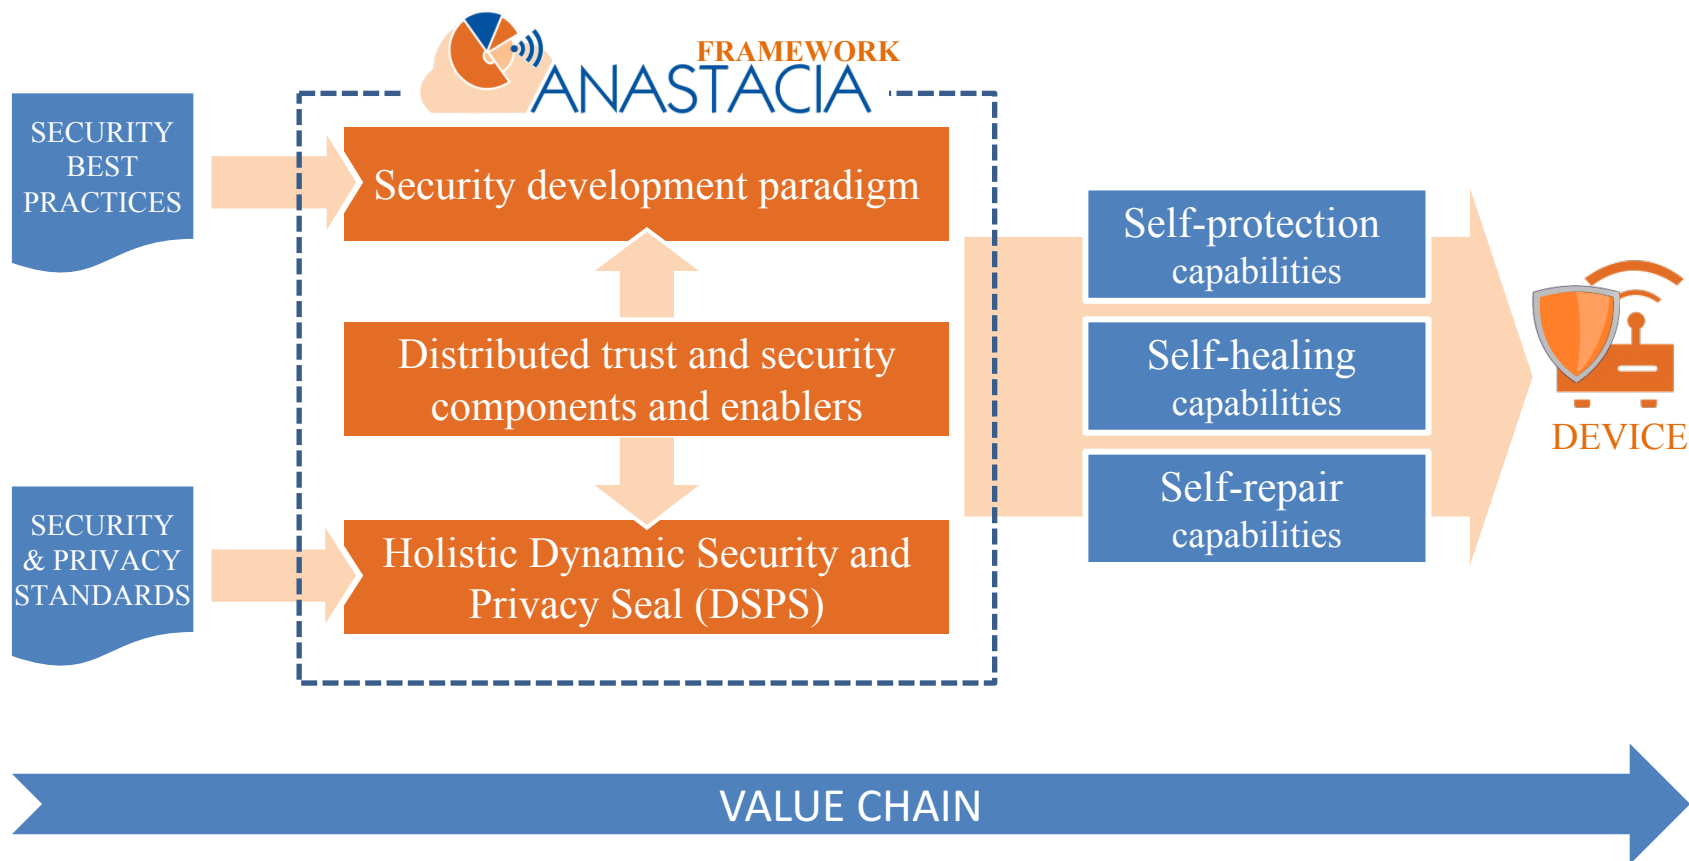 FRAMEWORK
ANASTACIA
SECURITY
BEST
PRACTICES
Security development paradigm
Distributed trust and security
components and enablers
SECURITY
& PRIVACY
STANDARDS
Holistic Dynamic Security and
Privacy Seal (DSPS)
Self-protection
capabilities
Self-healing
capabilities
Self-repair
capabilities
DEVICE
VALUE CHAIN